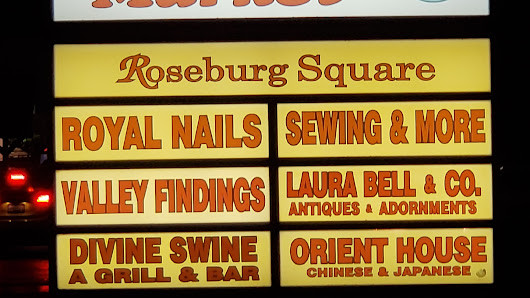 Market
Roseburg Square
ROYAL NAILS
SEWING & MORE
VALLEY FINDINGS
LAURA BELL & CO.
ANTIQUES & ADORNMENTS
DIVINE SWINE
A GRILL & BAR
ORIENT HOUSE
CHINESE & JAPANESE